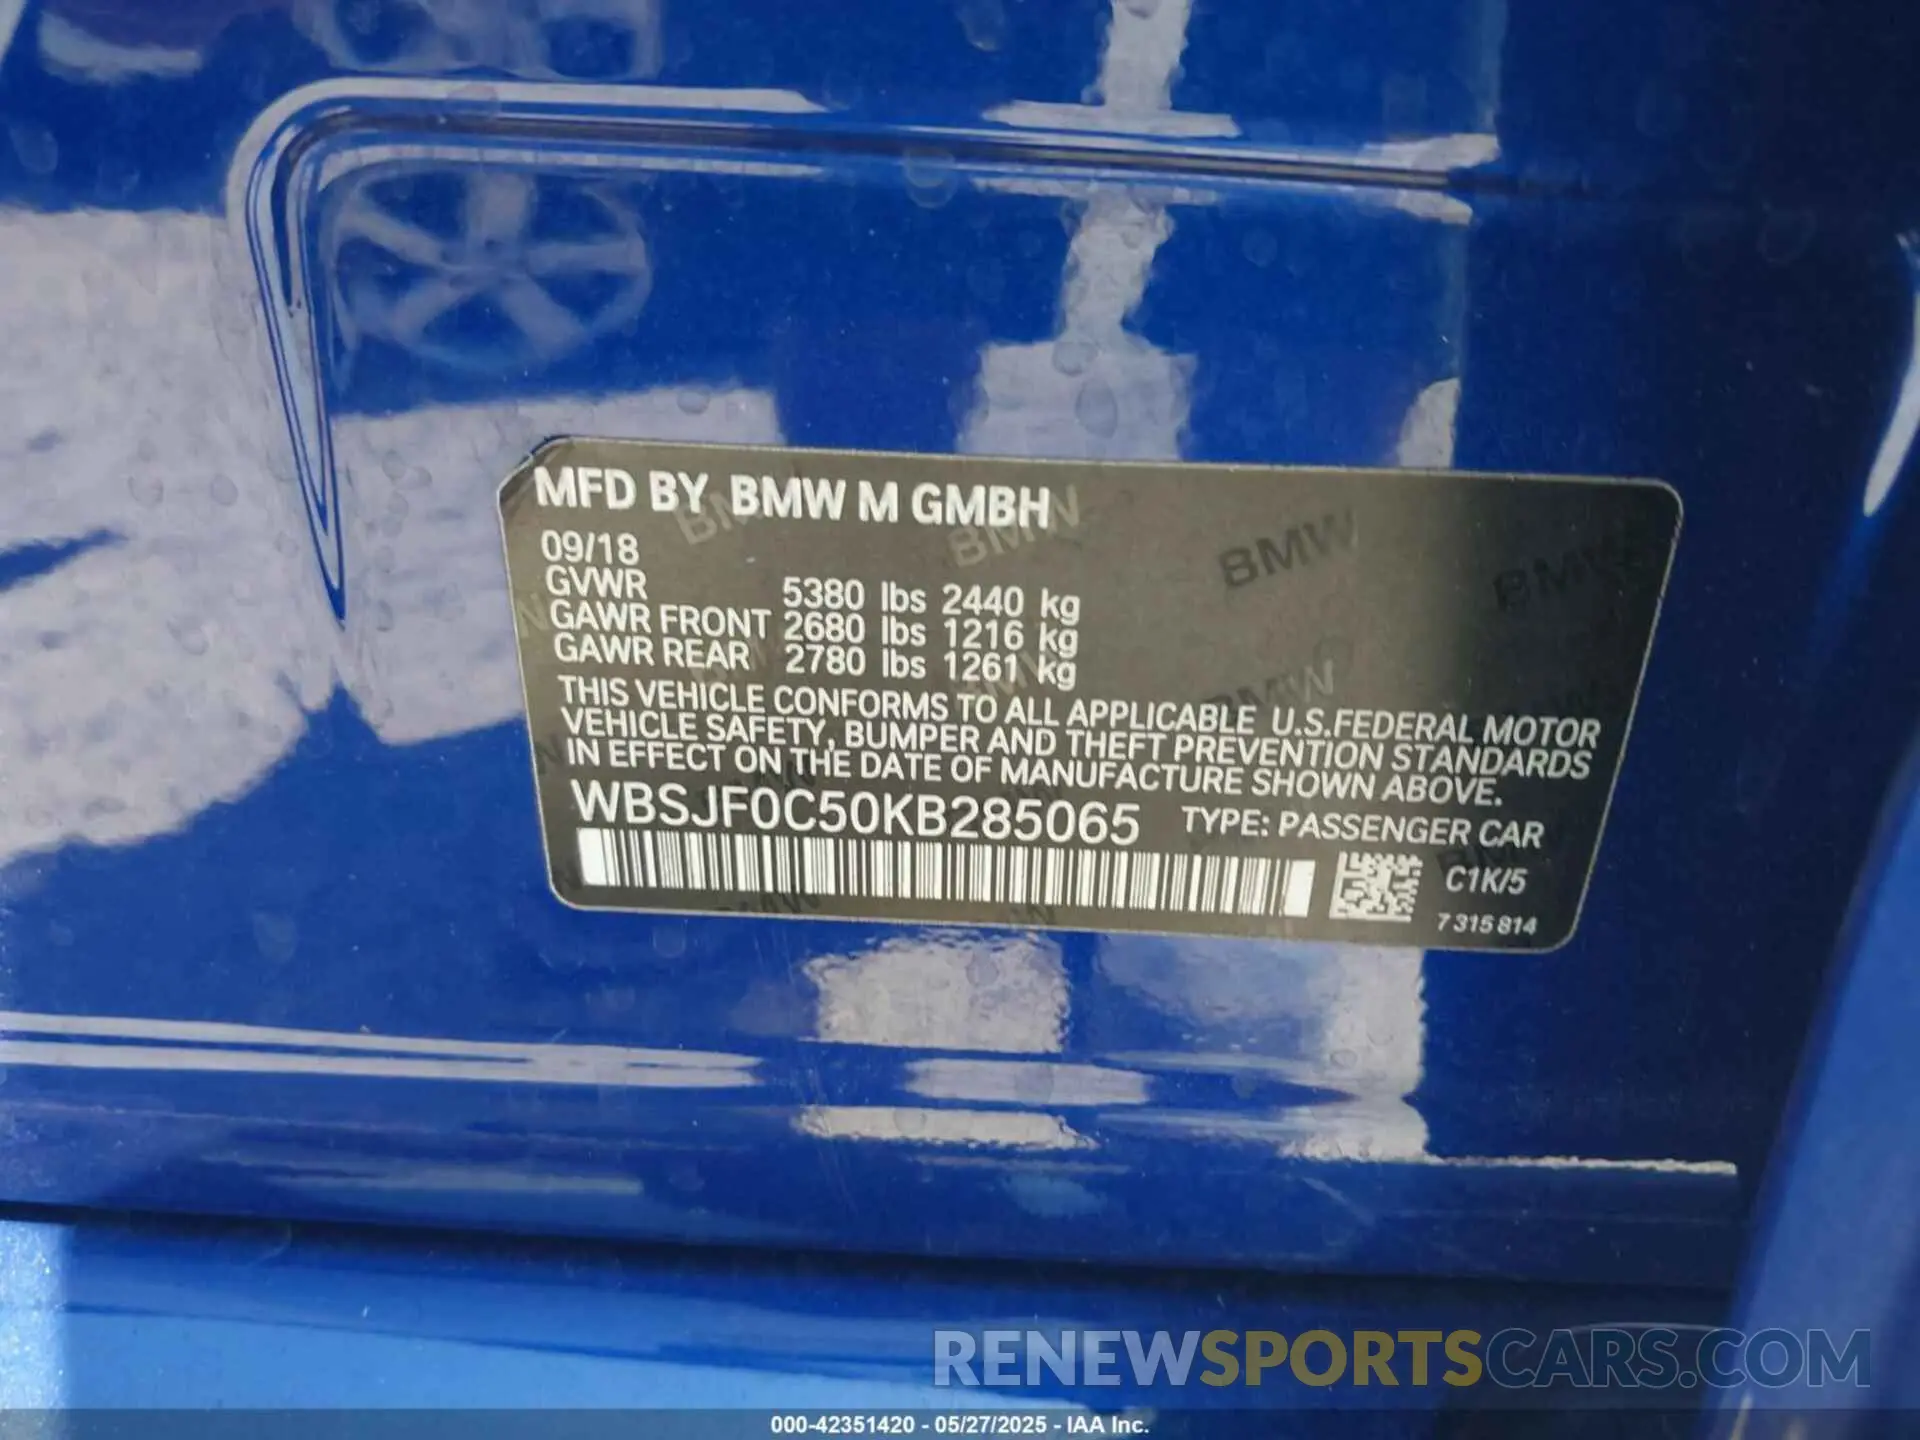 MFD BY BMW M GMBH
09/18
GVWR 5380 lbs 2440 kg
GAWR FRONT 2680 lbs 1216 kg
GAWR REAR 2780 lbs 1261 kg
THIS VEHICLE CONFORMS TO ALL APPLICABLE U.S.FEDERAL MOTOR
VEHICLE SAFETY, BUMPER AND THEFT PREVENTION STANDARDS
IN EFFECT ON THE DATE OF MANUFACTURE SHOWN ABOVE.
WBSJF0C50KB285065 TYPE: PASSENGER CAR
C1K/5
7 315 814
RENEWSPORTSCARS.COM
000-42351420 - 05/27/2025 - IAA Inc.